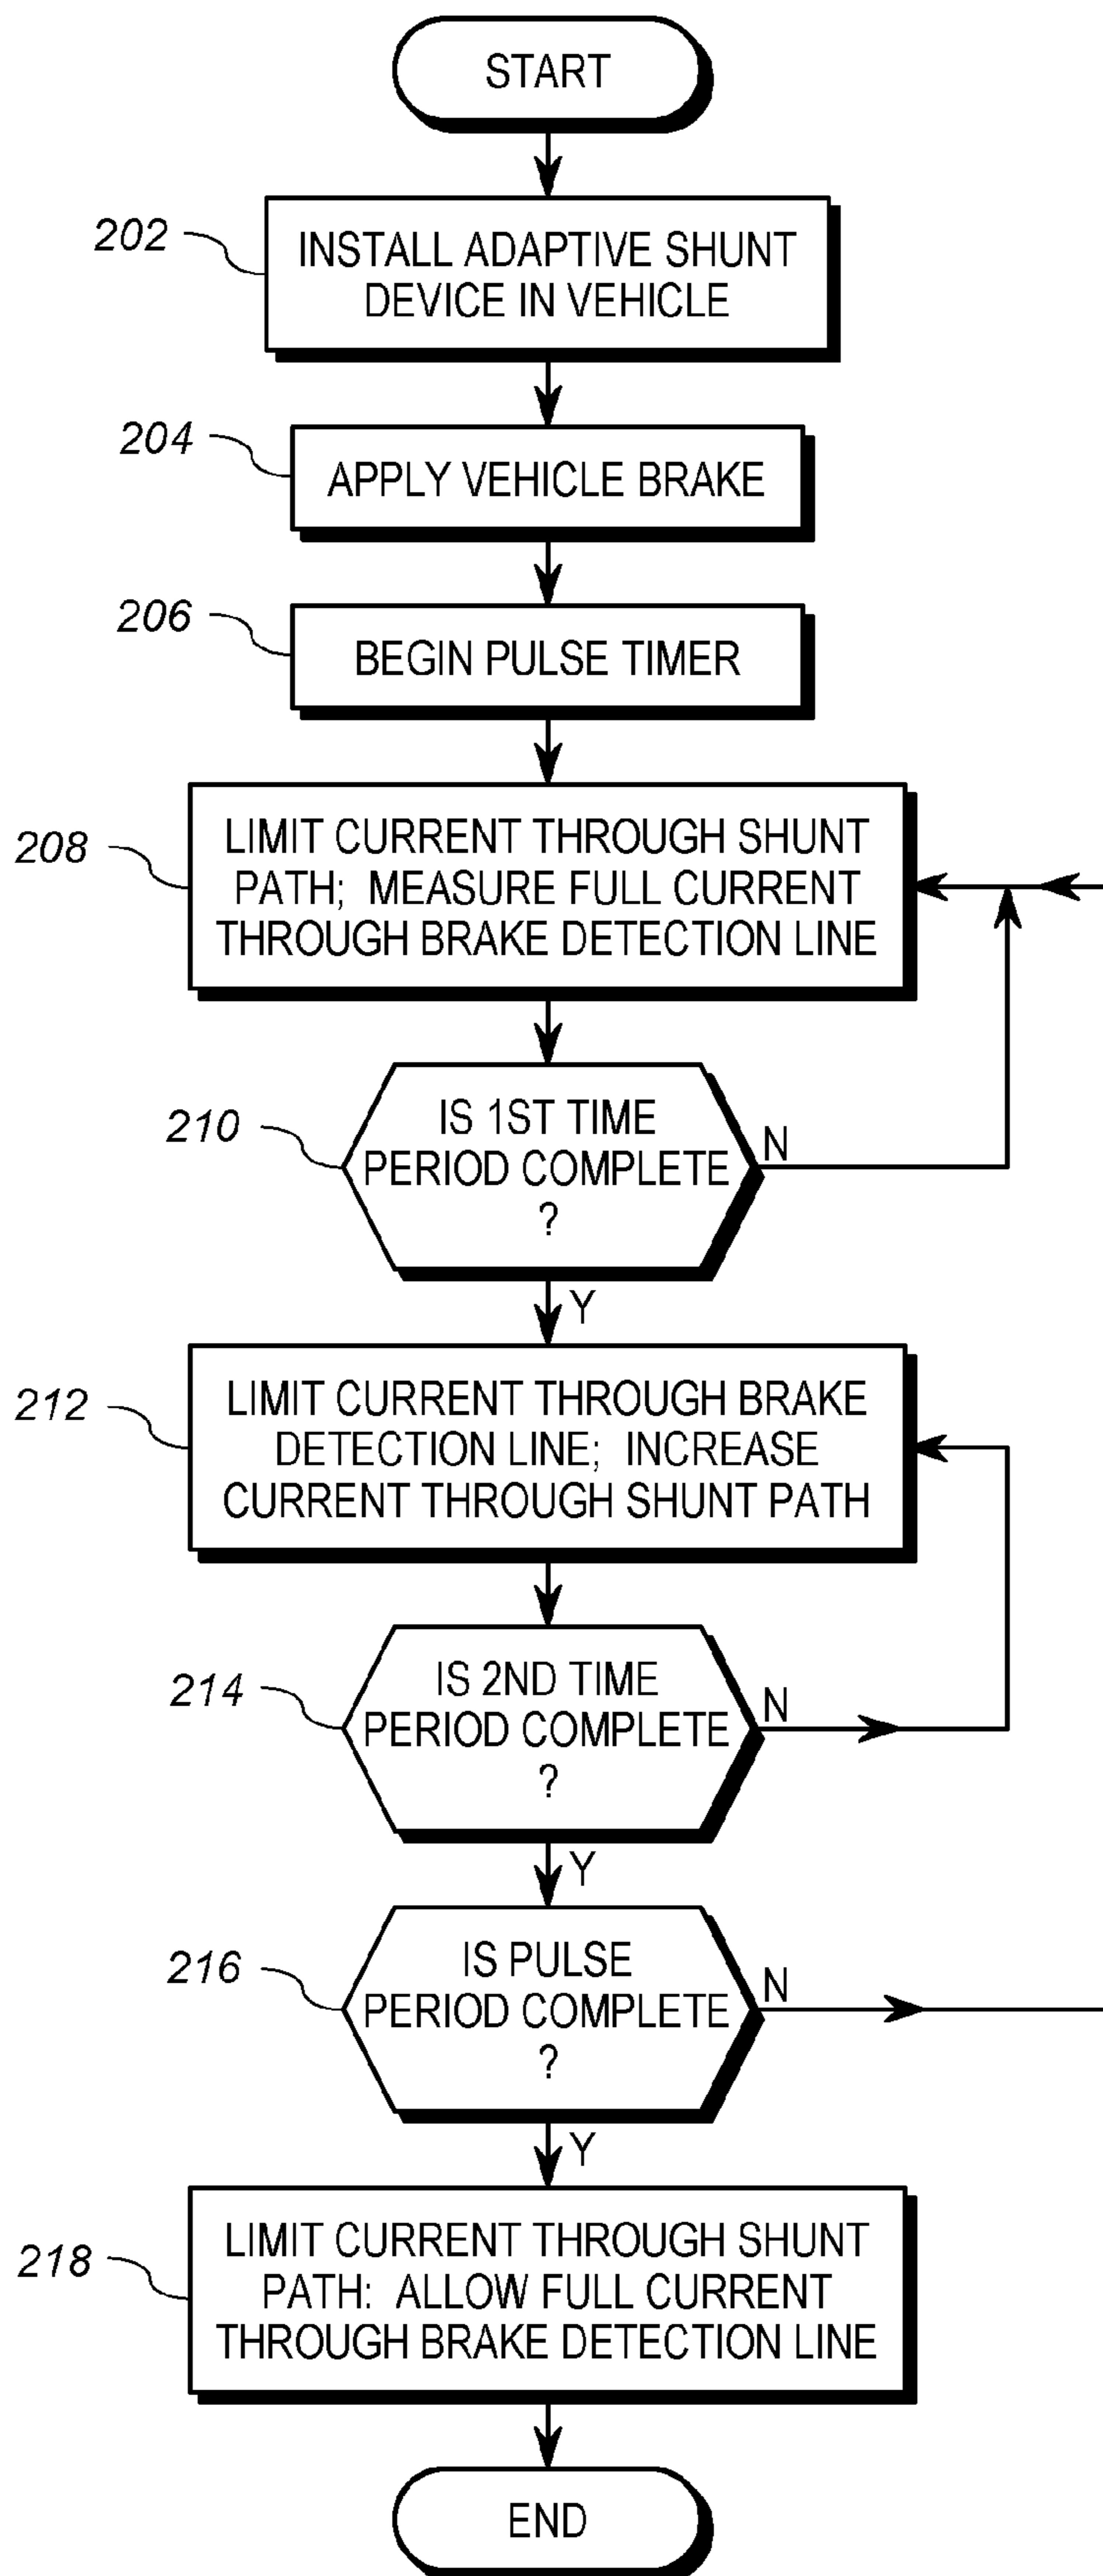 START
202
INSTALL ADAPTIVE SHUNT
DEVICE IN VEHICLE
204
APPLY VEHICLE BRAKE
206
BEGIN PULSE TIMER
208
LIMIT CURRENT THROUGH SHUNT
PATH; MEASURE FULL CURRENT
THROUGH BRAKE DETECTION LINE
210
IS 1ST TIME
PERIOD COMPLETE
?
N
Y
212
LIMIT CURRENT THROUGH BRAKE
DETECTION LINE; INCREASE
CURRENT THROUGH SHUNT PATH
214
IS 2ND TIME
PERIOD COMPLETE
?
N
Y
216
IS PULSE
PERIOD COMPLETE
?
N
Y
218
LIMIT CURRENT THROUGH SHUNT
PATH: ALLOW FULL CURRENT
THROUGH BRAKE DETECTION LINE
END